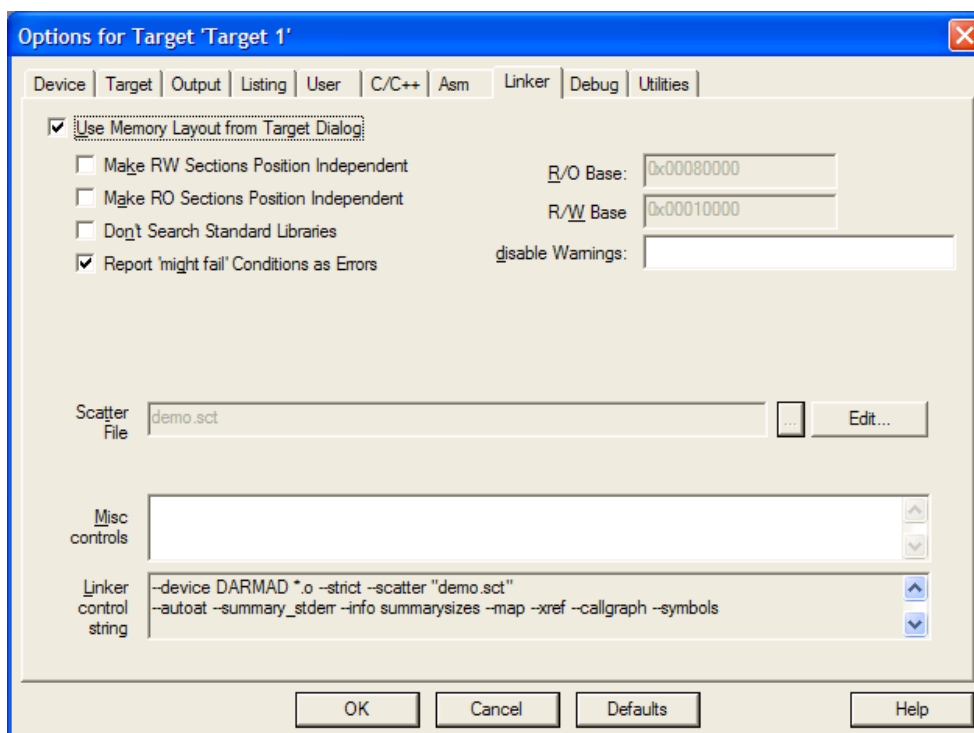 Options for Target 'Target 1'
Device Target Output Listing User C/C++ Asm Linker Debug Utilities
Use Memory Layout from Target Dialog
Make RW Sections Position Independent
Make RO Sections Position Independent
Don't Search Standard Libraries
Report 'might fail' Conditions as Errors
R/O Base: 0x00080000
R/W Base 0x00010000
disable Warnings:
Scatter
File
demo.sct
...
Edit...
Misc
controls
Linker
control
string
--device DARMAD *.o --strict --scatter "demo.sct"
--autoat --summary_stderr --info summarysizes --map --xref --callgraph --symbols
OK Cancel Defaults Help